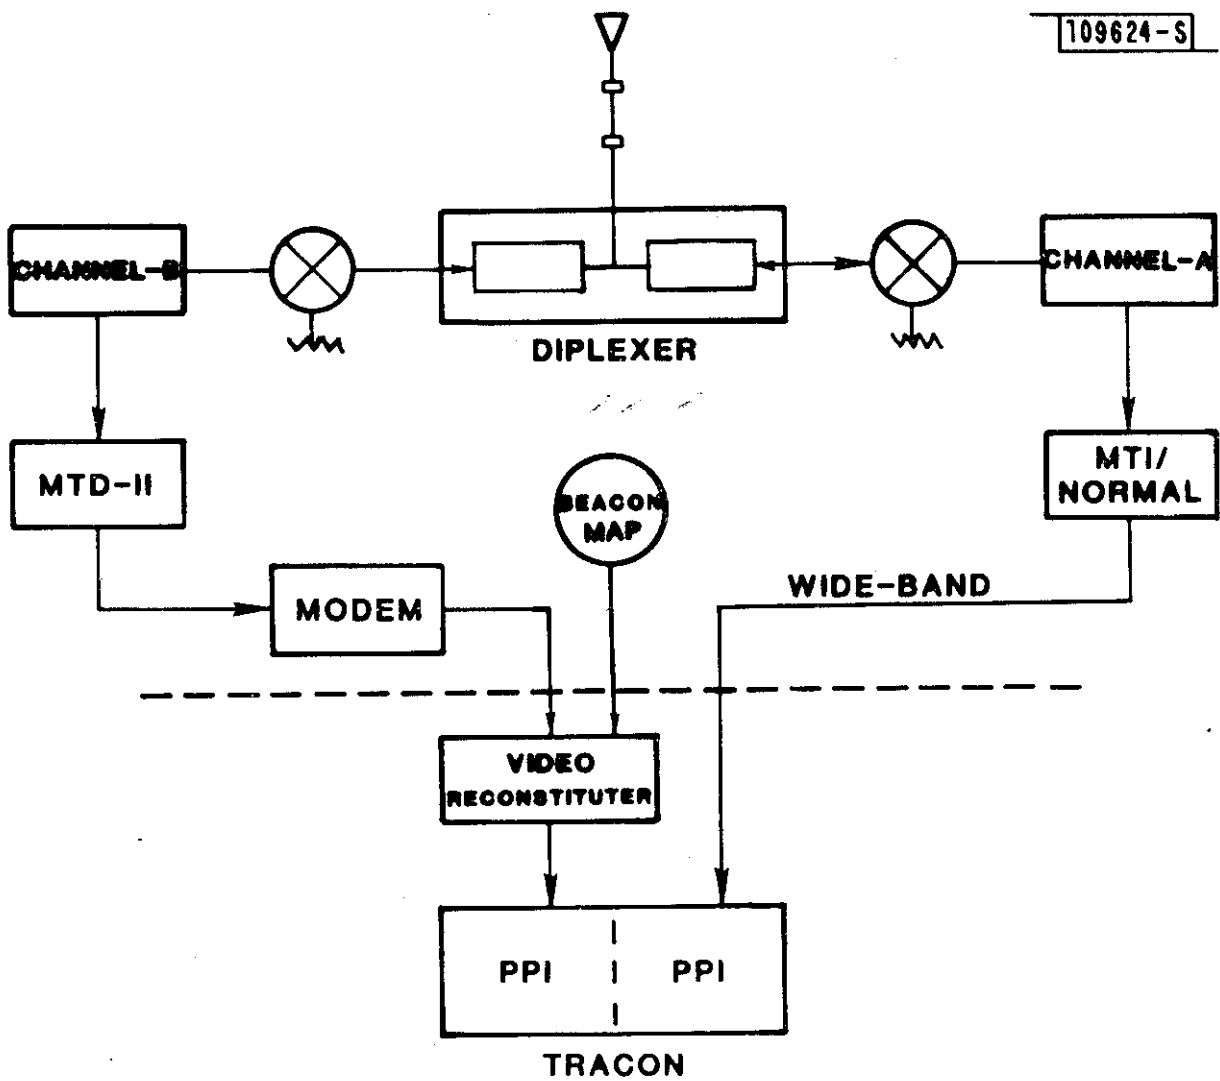 109624-S
CHANNEL-B
CHANNEL-A
DIPLEXER
MTD-II
BEACON
MAP
MTI/
NORMAL
MODEM
WIDE-BAND
VIDEO
RECONSTITUTER
PPI
PPI
TRACON